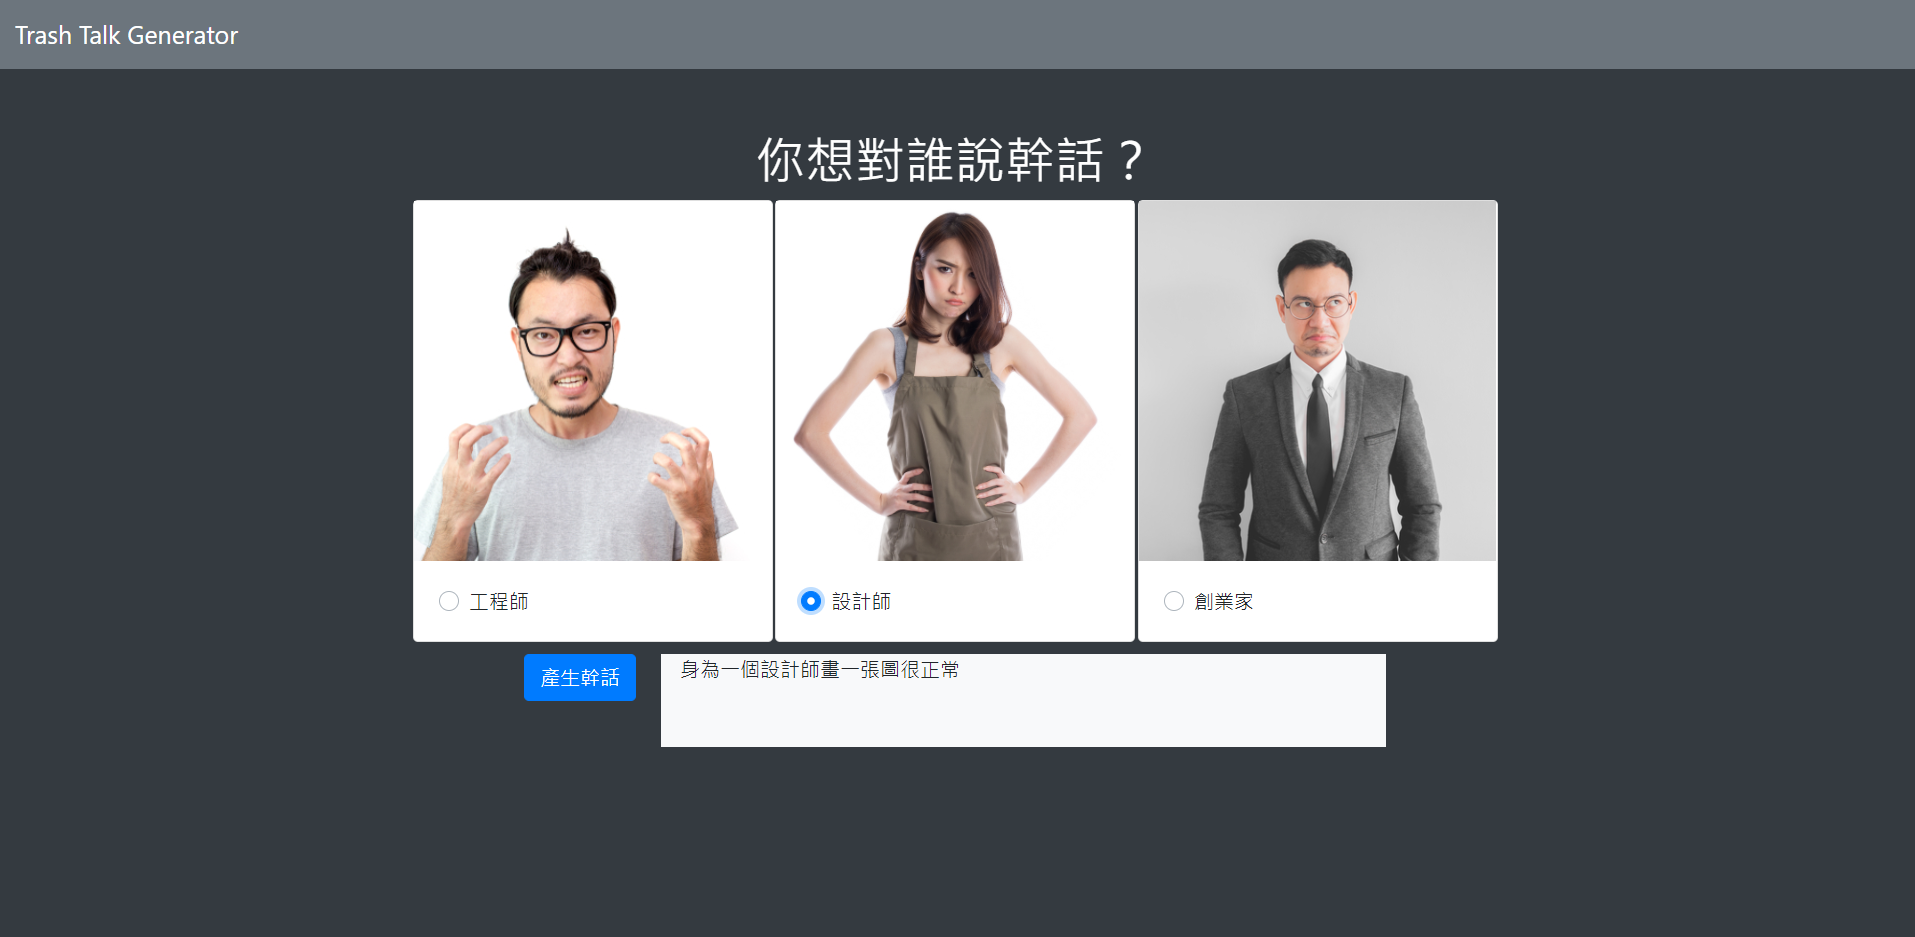 Trash Talk Generator
你想對誰說幹話？
工程師
設計師
創業家
產生幹話
身為一個設計師畫一張圖很正常